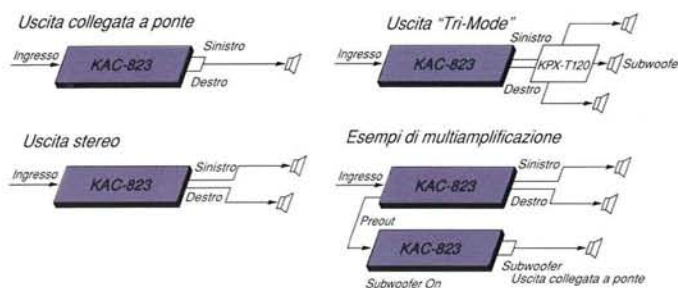 Uscita collegata a ponte
Ingresso
KAC-823
Sinistro
Destro
Uscita “Tri-Mode”
Ingresso
KAC-823
Sinistro
Destro
KPX-T120
Subwoofer
Uscita stereo
Ingresso
KAC-823
Sinistro
Destro
Esempi di multiamplificazione
Ingresso
KAC-823
Sinistro
Destro
Preout
KAC-823
Subwoofer
Uscita collegata a ponte
Subwoofer On